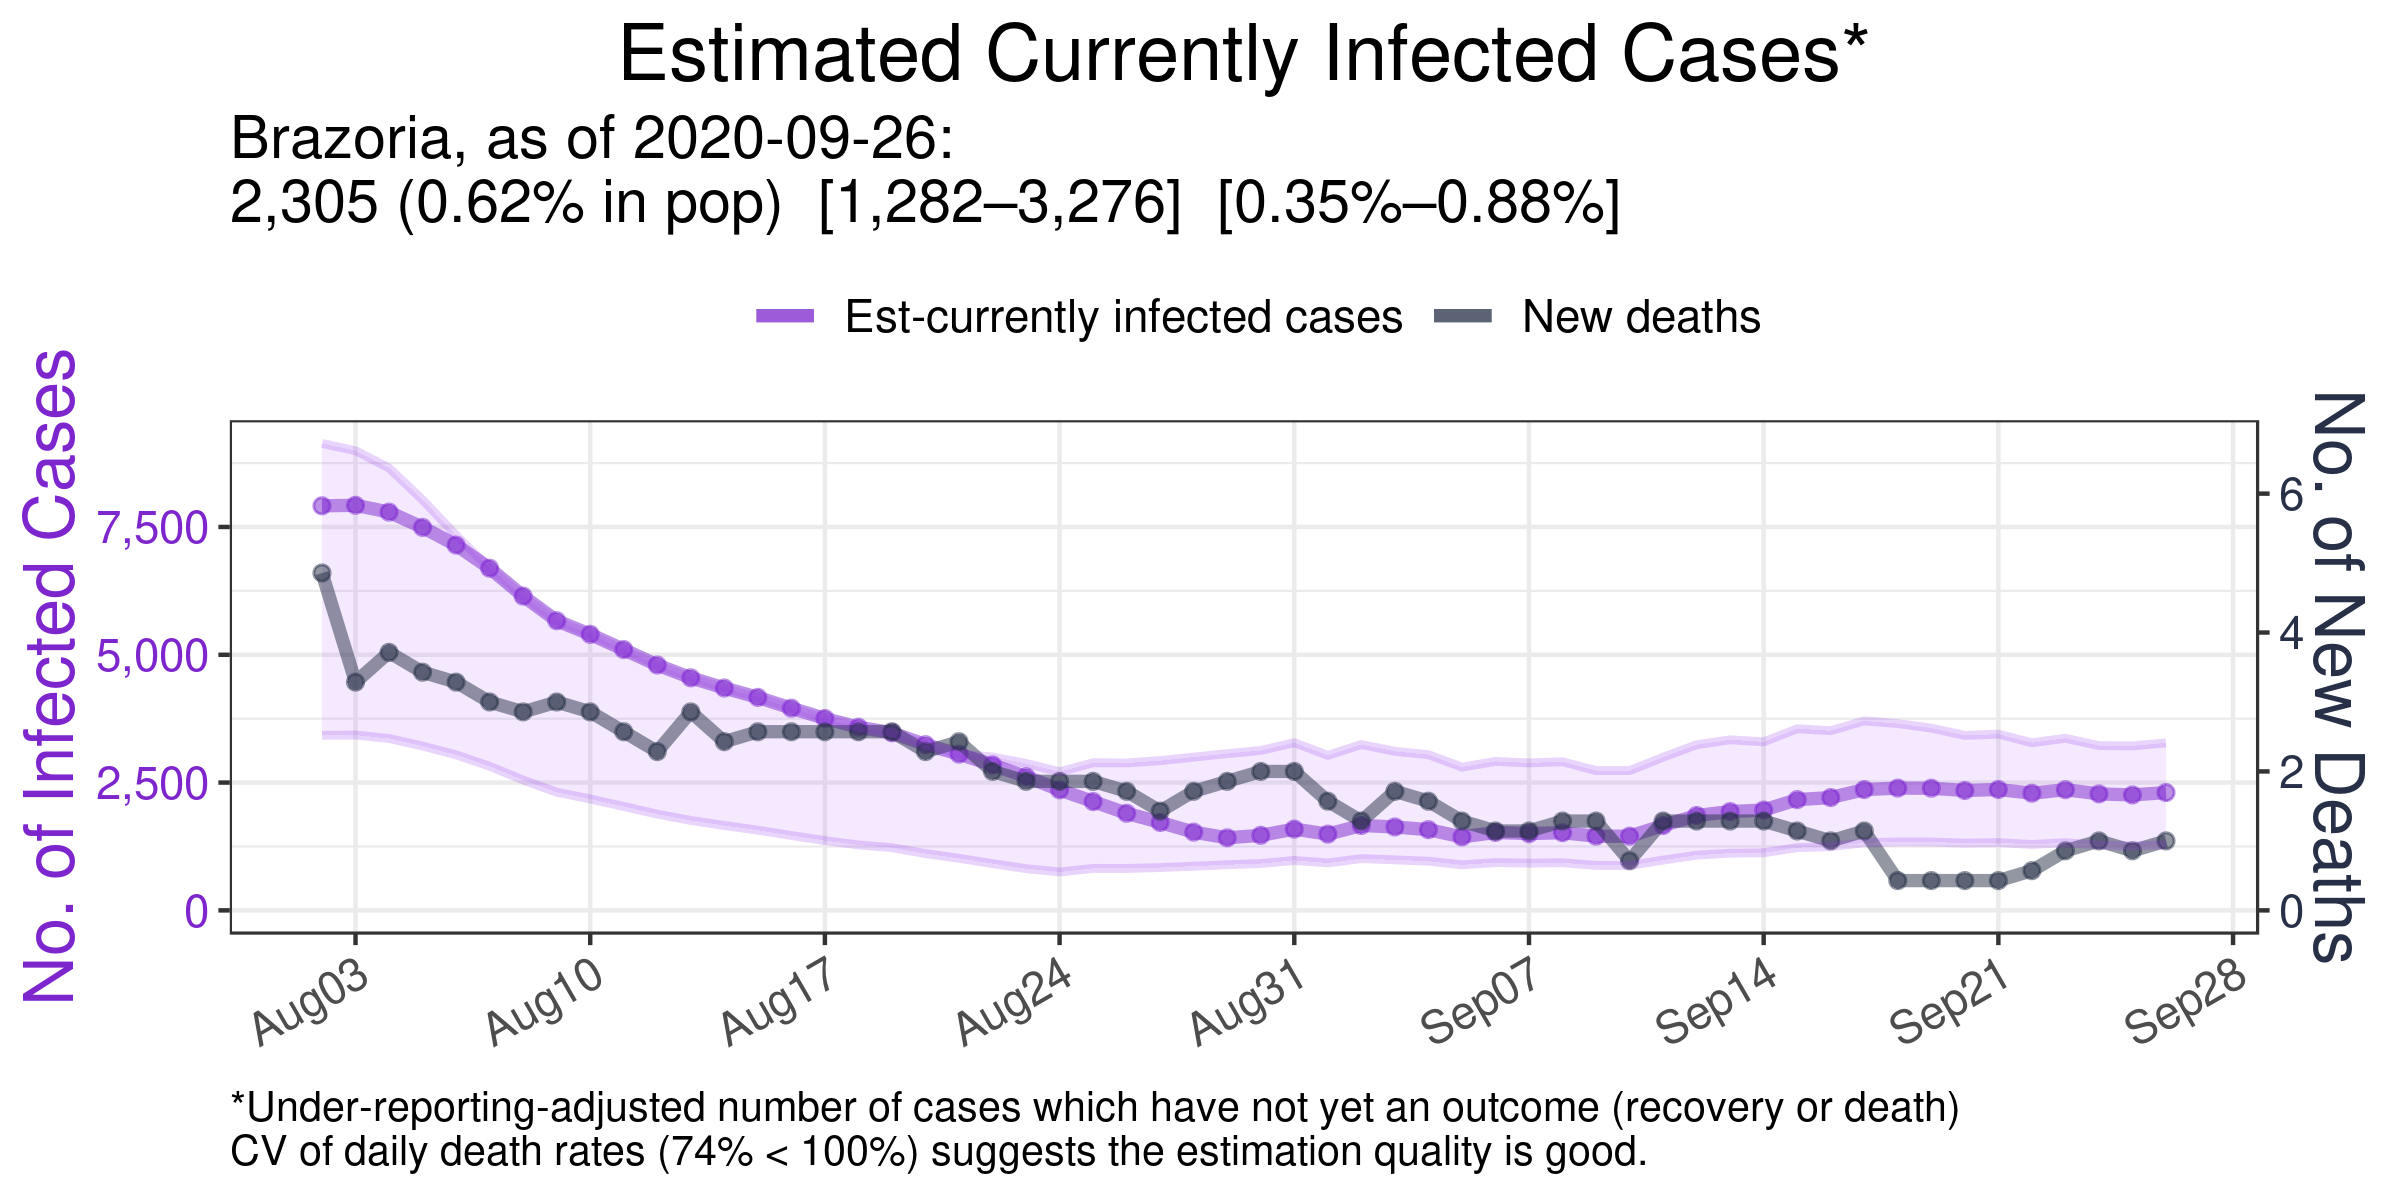 Estimated Currently Infected Cases*
Brazoria, as of 2020-09-26:
2,305 (0.62% in pop) [1,282–3,276] [0.35%–0.88%]
Est-currently infected cases New deaths
No. of Infected Cases
7,500
5,000
2,500
0
No. of New Deaths
6
4
2
0
Aug03 Aug10 Aug17 Aug24 Aug31 Sep07 Sep14 Sep21 Sep28
*Under-reporting-adjusted number of cases which have not yet an outcome (recovery or death)
CV of daily death rates (74% < 100%) suggests the estimation quality is good.